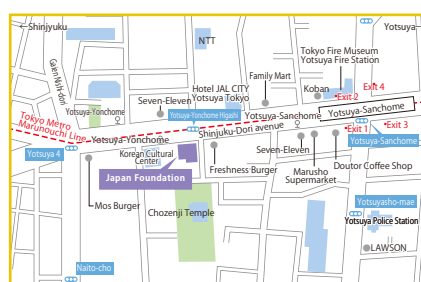 ←Shinjyuku
Yotsuya→
NTT
Tokyo Fire Museum
Yotsuya Fire Station
Gaien Nishi-dori
Family Mart
Hotel JAL CITY
Yotsuya Tokyo
Koban
Exit 4
Exit 2
Seven-Eleven
Yotsuya-Yonchome
Yotsuya-Yonchome Higashi
Yotsuya-Sanchome
Yotsuya-Sanchome
Tokyo Metro
Marunouchi Line
Shinjuku-Dori avenue
Exit 1
Exit 3
Yotsuya-Yonchome
Yotsuya-Sanchome
Yotsuya 4
Korean Cultural
Center
Seven-Eleven
Japan Foundation
Freshness Burger
Marusho
Supermarket
Doutor Coffee Shop
Mos Burger
Chozenji Temple
Yotsuyasho-mae
Yotsuya Police Station
LAWSON
Naito-cho